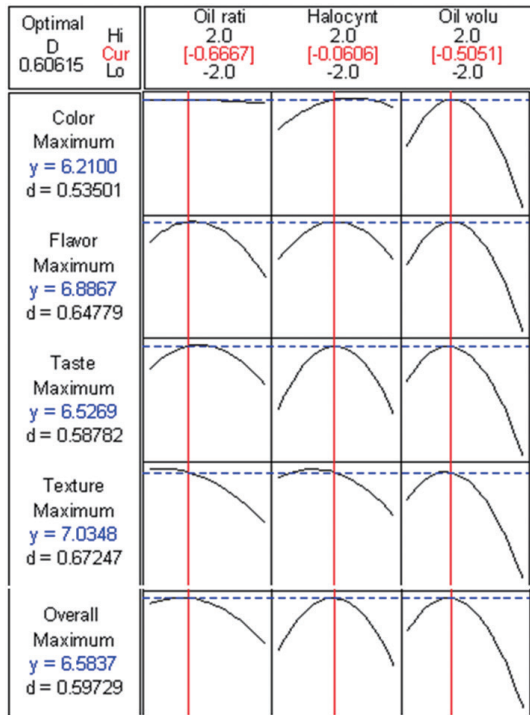 Optimal
D
0.60615
Hi
Cur
Lo
Oil rati
2.0
[-0.6667]
-2.0
Halocynt
2.0
[-0.0606]
-2.0
Oil volu
2.0
[-0.5051]
-2.0
Color
Maximum
y = 6.2100
d = 0.53501
Flavor
Maximum
y = 6.8867
d = 0.64779
Taste
Maximum
y = 6.5269
d = 0.58782
Texture
Maximum
y = 7.0348
d = 0.67247
Overall
Maximum
y = 6.5837
d = 0.59729